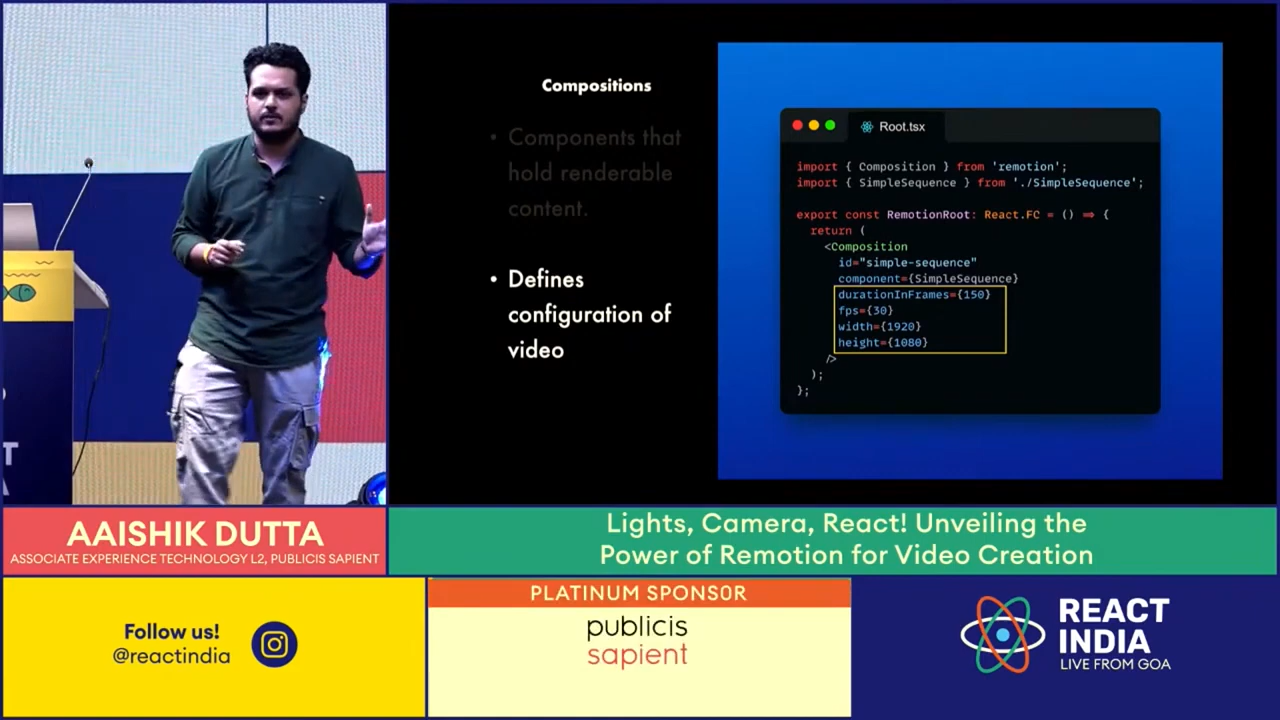 Compositions
• Components that
hold renderable
content.
• Defines
configuration of
video
Root.tsx
import { Composition } from 'remotion';
import { SimpleSequence } from './SimpleSequence';
export const RemotionRoot: React.FC = () => {
return (
<Composition
id="simple-sequence"
component={SimpleSequence}
durationInFrames={150}
fps={30}
width={1920}
height={1080}
/>
);
};
AAISHIK DUTTA
ASSOCIATE EXPERIENCE TECHNOLOGY L2, PUBLICIS SAPIENT
Lights, Camera, React! Unveiling the
Power of Remotion for Video Creation
Follow us!
@reactindia
PLATINUM SPONSOR
publicis
sapient
REACT
INDIA
LIVE FROM GOA